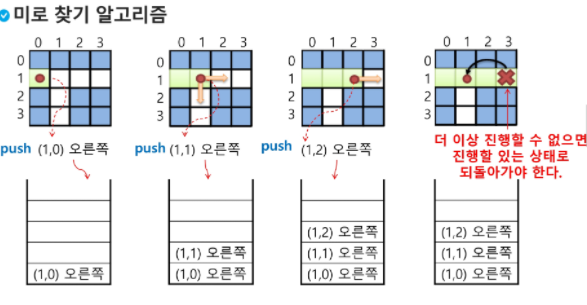 미로 찾기 알고리즘
0 1 2 3
0
1
2
3
0 1 2 3
0
1
2
3
0 1 2 3
0
1
2
3
0 1 2 3
0
1
2
3
push (1,0) 오른쪽
push (1,1) 오른쪽
push (1,2) 오른쪽
더 이상 진행할 수 없으면
진행할 있는 상태로
되돌아가야 한다.
(1,0) 오른쪽
(1,1) 오른쪽
(1,0) 오른쪽
(1,2) 오른쪽
(1,1) 오른쪽
(1,0) 오른쪽
(1,2) 오른쪽
(1,1) 오른쪽
(1,0) 오른쪽